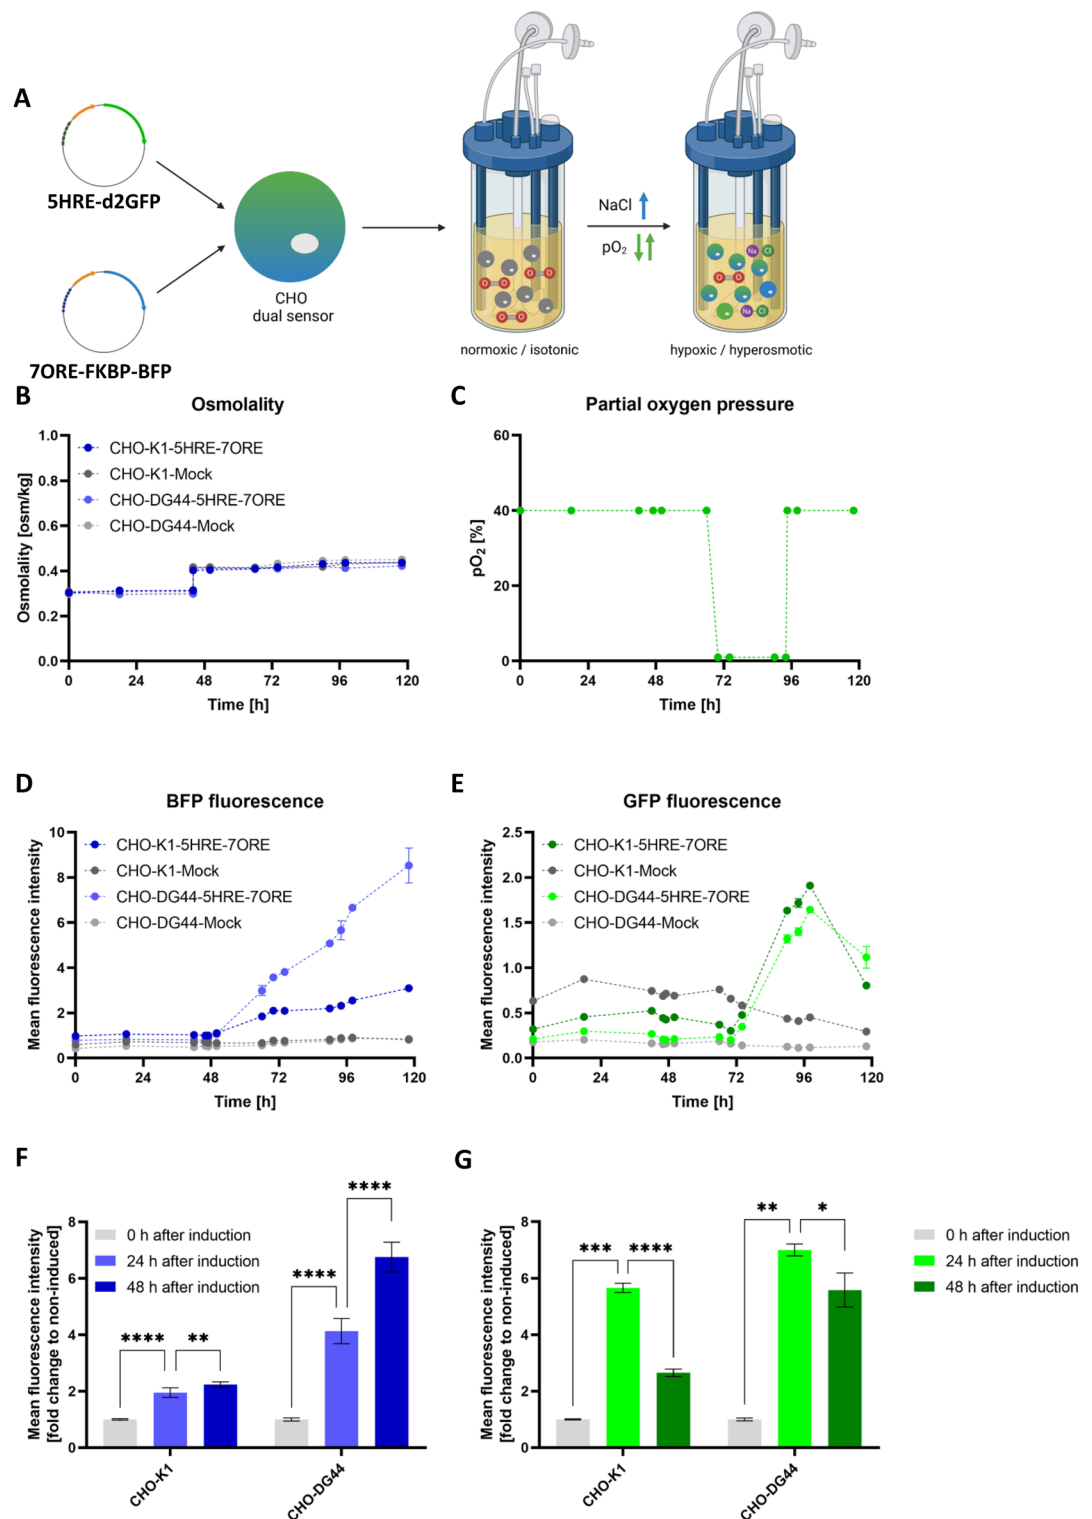 A
5HRE-d2GFP
7ORE-FKBP-BFP
CHO
dual sensor
NaCl
pO2
O O
O O
O O
normoxic / isotonic
Na Cl
O O
Na Cl
hypoxic / hyperosmotic
B
Osmolality
Osmolality [osm/kg]
1.0
0.8
0.6
0.4
0.2
0.0
CHO-K1-5HRE-7ORE
CHO-K1-Mock
CHO-DG44-5HRE-7ORE
CHO-DG44-Mock
0 24 48 72 96 120
Time [h]
C
Partial oxygen pressure
pO2 [%]
60
40
20
0
0 24 48 72 96 120
Time [h]
D
BFP fluorescence
Mean fluorescence intensity
10
8
6
4
2
0
CHO-K1-5HRE-7ORE
CHO-K1-Mock
CHO-DG44-5HRE-7ORE
CHO-DG44-Mock
0 24 48 72 96 120
Time [h]
E
GFP fluorescence
Mean fluorescence intensity
2.5
2.0
1.5
1.0
0.5
0.0
CHO-K1-5HRE-7ORE
CHO-K1-Mock
CHO-DG44-5HRE-7ORE
CHO-DG44-Mock
0 24 48 72 96 120
Time [h]
F
Mean fluorescence intensity
[fold change to non-induced]
8
6
4
2
0
0 h after induction
24 h after induction
48 h after induction
**** **
**** ****
CHO-K1
CHO-DG44
G
Mean fluorescence intensity
[fold change to non-induced]
8
6
4
2
0
*** ****
** *
CHO-K1
CHO-DG44
0 h after induction
24 h after induction
48 h after induction